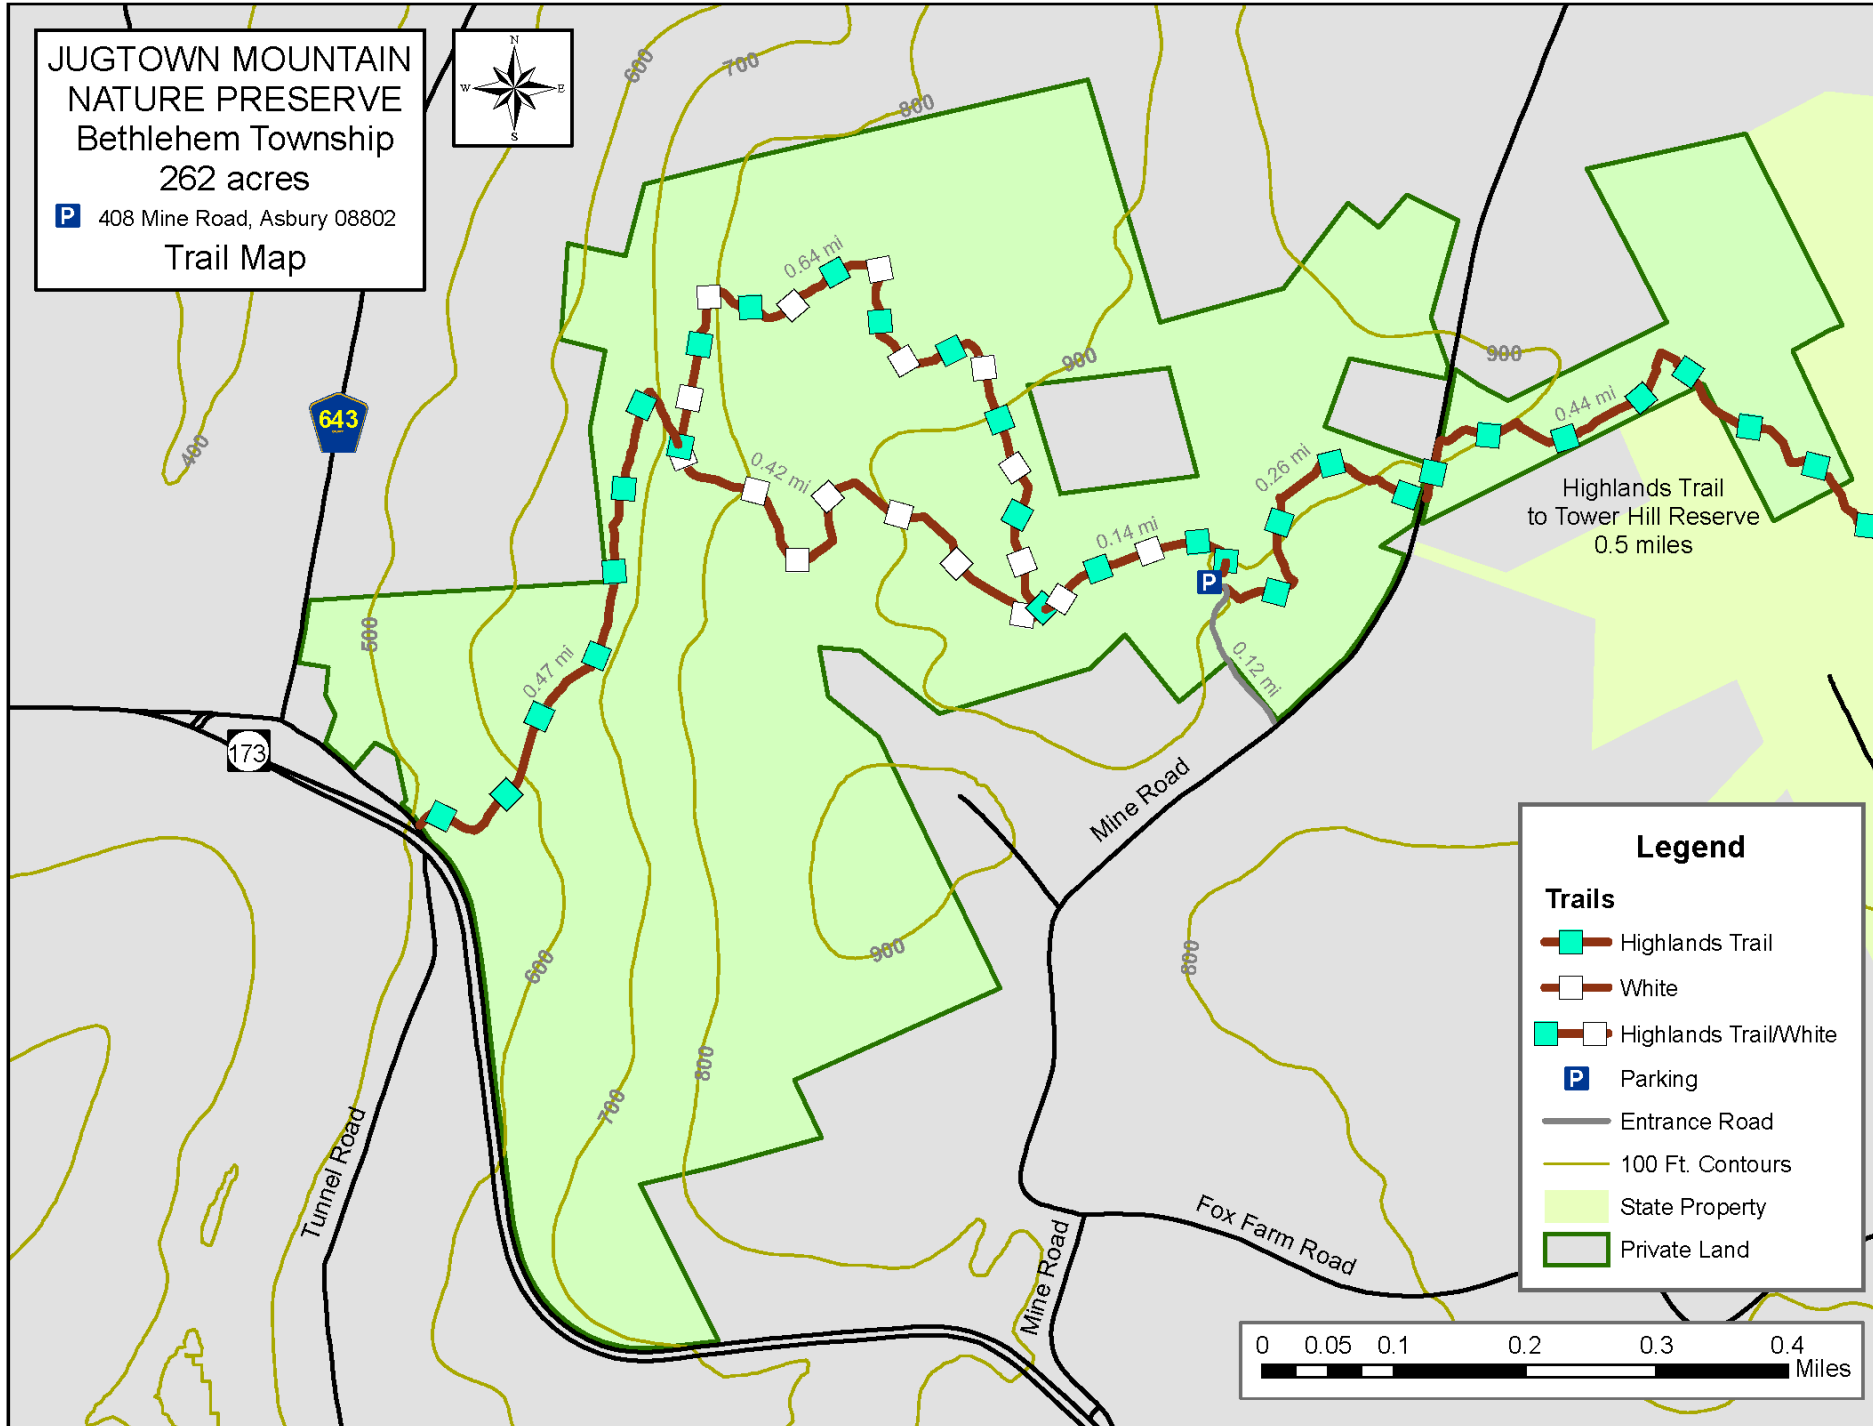 JUGTOWN MOUNTAIN
NATURE PRESERVE
Bethlehem Township
262 acres
P 408 Mine Road, Asbury 08802
Trail Map
N
W E
S
600
700
800
643
400
0.64 mi
900
900
0.42 mi
0.26 mi
0.44 mi
0.14 mi
Highlands Trail
to Tower Hill Reserve
0.5 miles
P
500
0.47 mi
0.12 mi
173
Mine Road
900
600
800
800
700
Tunnel Road
Mine Road
Fox Farm Road
Legend
Trails
Highlands Trail
White
Highlands Trail/White
P Parking
Entrance Road
100 Ft. Contours
State Property
Private Land
0 0.05 0.1 0.2 0.3 0.4
Miles